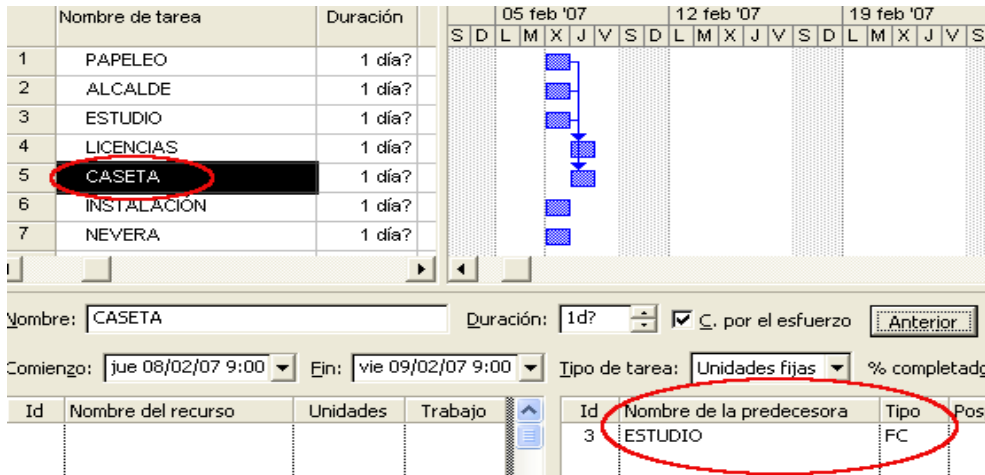 Nombre de tarea Duración 05 feb '07 12 feb '07 19 feb '07
S D L M X J V S D L M X J V S D L M X J V S
1 PAPELEO 1 día?
2 ALCALDE 1 día?
3 ESTUDIO 1 día?
4 LICENCIAS 1 día?
5 CASETA 1 día?
6 INSTALACIÓN 1 día?
7 NEVERA 1 día?
Nombre: CASETA Duración: 1d? C. por el esfuerzo Anterior
Comienzo: jue 08/02/07 9:00 Fin: vie 09/02/07 9:00 Tipo de tarea: Unidades fijas % completado
Id Nombre del recurso Unidades Trabajo Id Nombre de la predecesora Tipo Pos
3 ESTUDIO FC